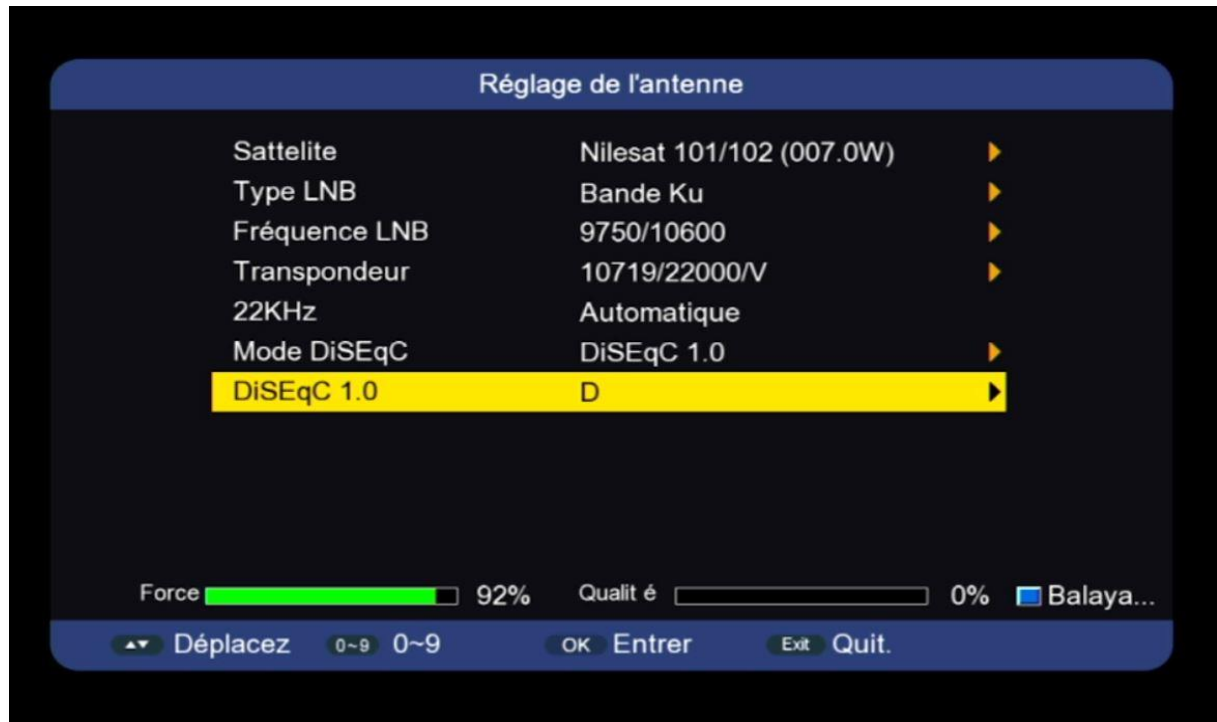 Réglage de l'antenne
Sattelite Nilesat 101/102 (007.0W)
Type LNB Bande Ku
Fréquence LNB 9750/10600
Transpondeur 10719/22000/V
22KHz Automatique
Mode DiSEqC DiSEqC 1.0
DiSEqC 1.0 D
Force 92% Qualit é 0% Balaya...
Déplacez 0~9 0~9 OK Entrer Exit Quit.